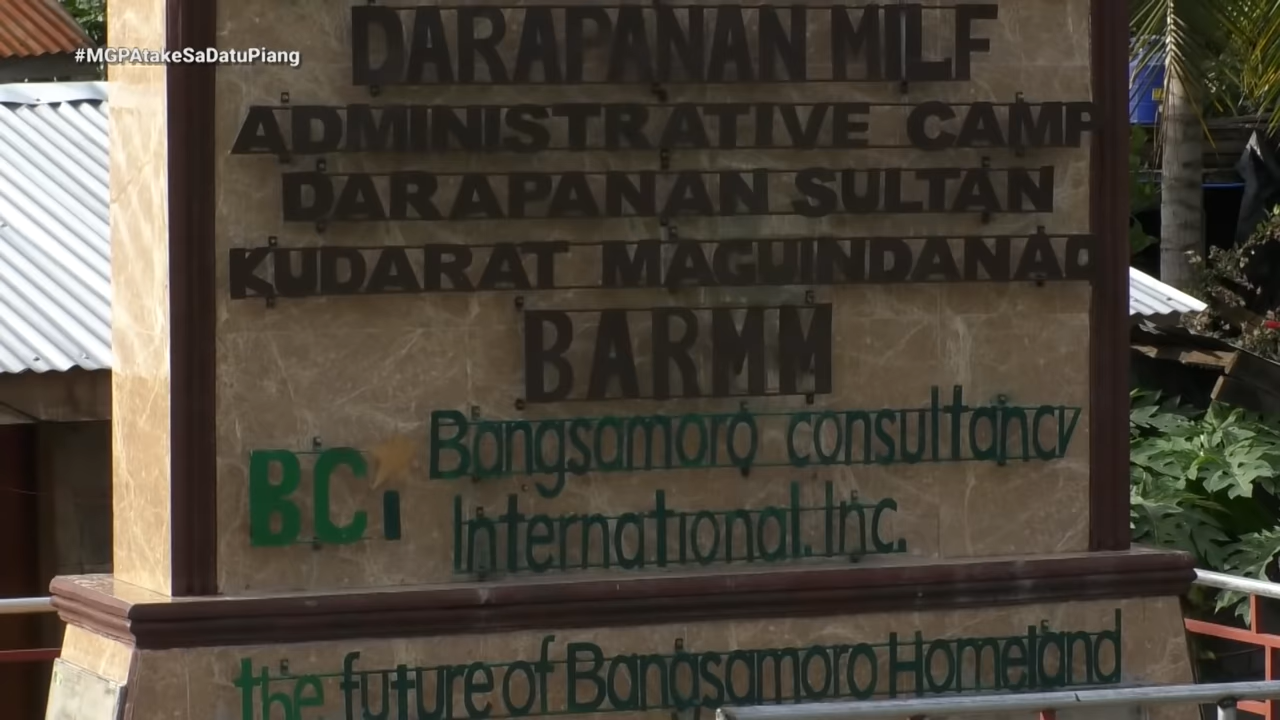 #MGPAtakeSaDatuPiang
DARAPANAN MILF
ADMINISTRATIVE CAMP
DARAPANAN SULTAN
KUDARAT MAGUINDANAO
BARMM
BCi Bangsamoro consultancy
International. Inc.
the future of Bangsamoro Homeland